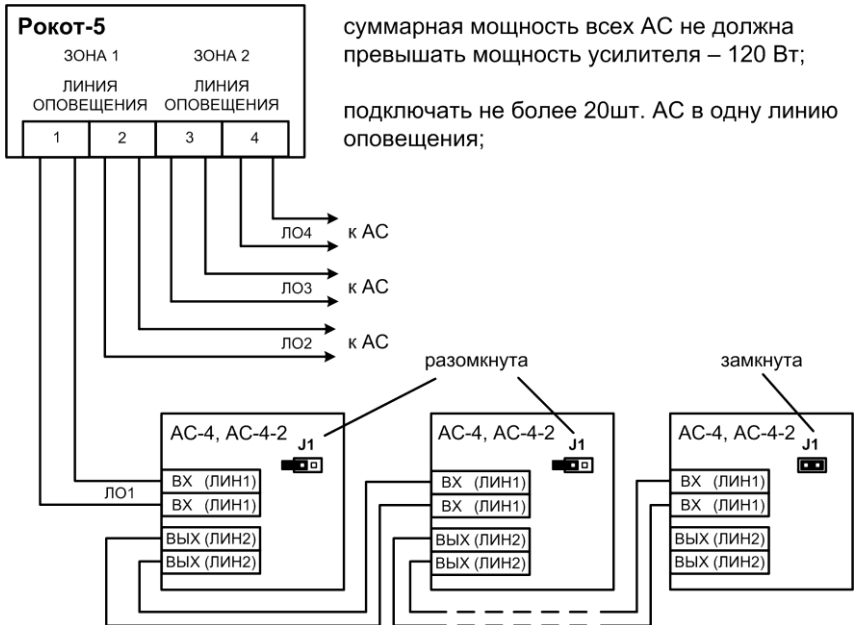 Рокот-5
ЗОНА 1
ЗОНА 2
ЛИНИЯ ОПОВЕЩЕНИЯ
ЛИНИЯ ОПОВЕЩЕНИЯ
1
2
3
4
суммарная мощность всех АС не должна
превышать мощность усилителя – 120 Вт;
подключать не более 20шт. АС в одну линию
оповещения;
ЛО4
к АС
ЛО3
к АС
ЛО2
к АС
разомкнута
замкнута
АС-4, АС-4-2
J1
ВХ (ЛИН1)
ВХ (ЛИН1)
ВЫХ (ЛИН2)
ВЫХ (ЛИН2)
ЛО1
АС-4, АС-4-2
J1
ВХ (ЛИН1)
ВХ (ЛИН1)
ВЫХ (ЛИН2)
ВЫХ (ЛИН2)
АС-4, АС-4-2
J1
ВХ (ЛИН1)
ВХ (ЛИН1)
ВЫХ (ЛИН2)
ВЫХ (ЛИН2)